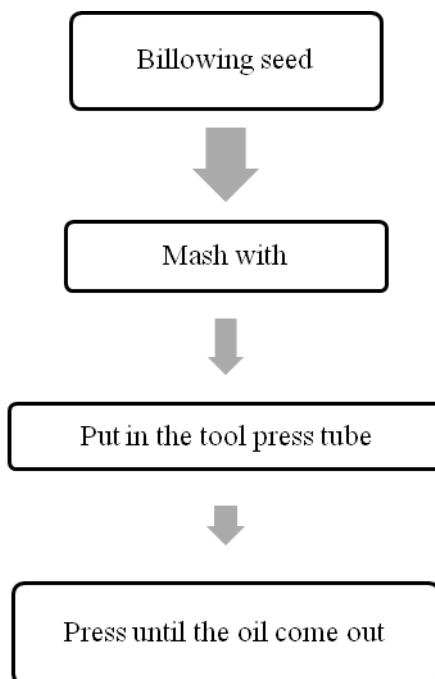 Billowing seed
Mash with
Put in the tool press tube
Press until the oil come out